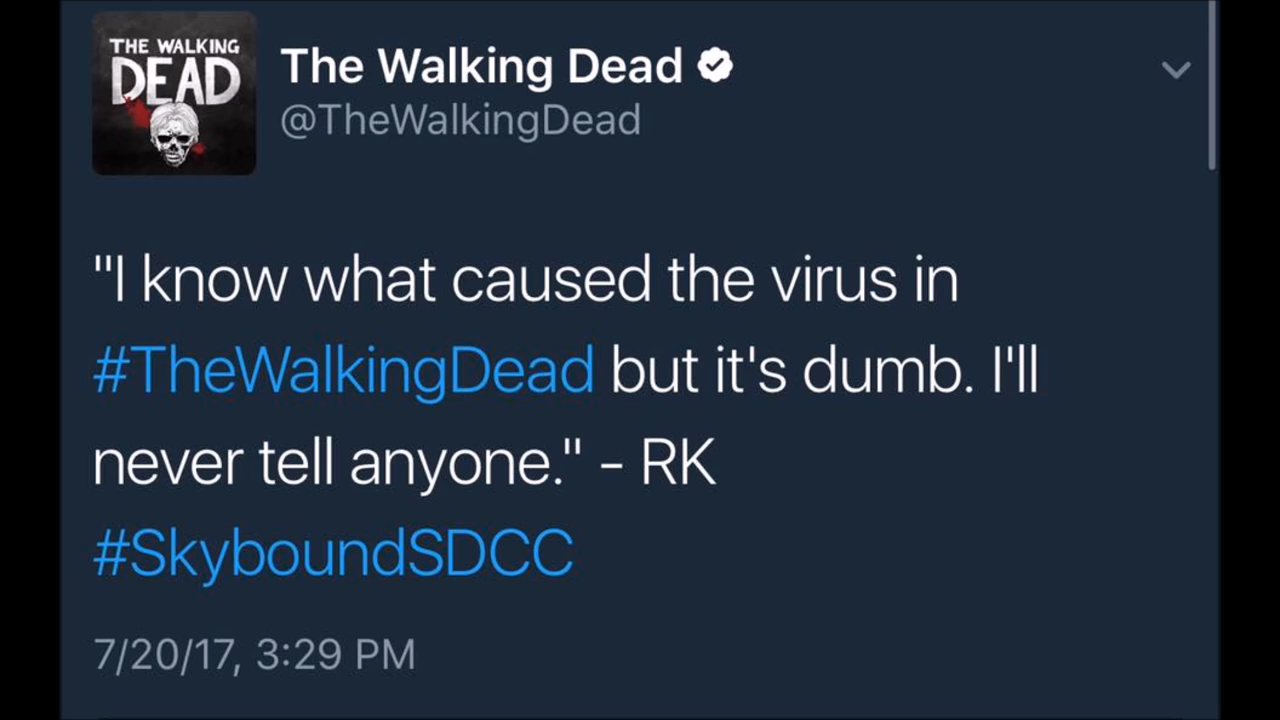 THE WALKING
DEAD
The Walking Dead
@TheWalkingDead
"I know what caused the virus in
#TheWalkingDead but it's dumb. I'll
never tell anyone." - RK
#SkyboundSDCC
7/20/17, 3:29 PM